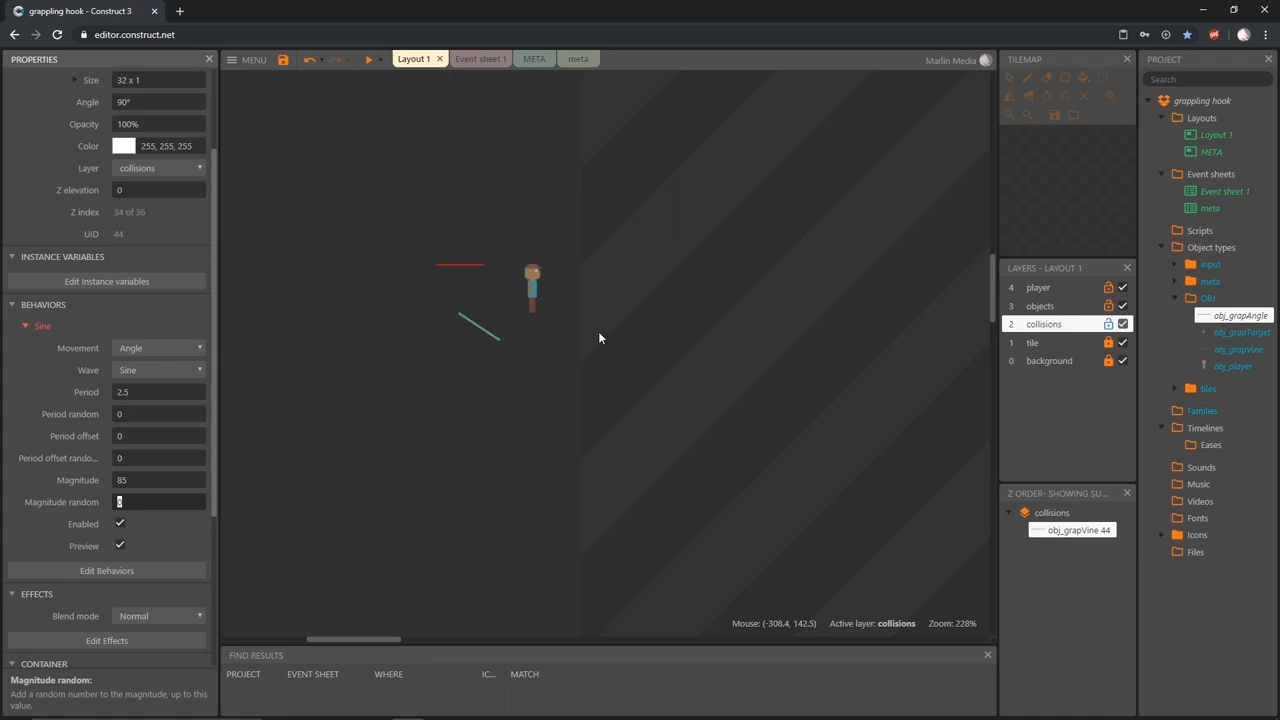 grappling hook - Construct 3
editor.construct.net
PROPERTIES
Size 32 x 1
Angle 90°
Opacity 100%
Color 255, 255, 255
Layer collisions
Z elevation 0
Z index 34 of 36
UID 44
INSTANCE VARIABLES
Edit Instance variables
BEHAVIORS
Sine
Movement Angle
Wave Sine
Period 2.5
Period random 0
Period offset 0
Period offset rando... 0
Magnitude 85
Magnitude random 0
Enabled
Preview
Edit Behaviors
EFFECTS
Blend mode Normal
Edit Effects
CONTAINER
Magnitude random:
Add a random number to the magnitude, up to this
value.
MENU
Layout 1
Event sheet 1
META
meta
Marlin Media
Mouse: (-308.4, 142.5) Active layer: collisions Zoom: 228%
FIND RESULTS
PROJECT EVENT SHEET WHERE IC... MATCH
TILEMAP
LAYERS - LAYOUT 1
4 player
3 objects
2 collisions
1 tile
0 background
Z ORDER- SHOWING SU...
collisions
obj_grapVine 44
PROJECT
Search
grappling hook
Layouts
Layout 1
META
Event sheets
Event sheet 1
meta
Scripts
Object types
input
meta
OBJ
obj_grapAngle
obj_grapTarget
obj_grapVine
obj_player
tiles
Families
Timelines
Eases
Sounds
Music
Videos
Fonts
Icons
Files